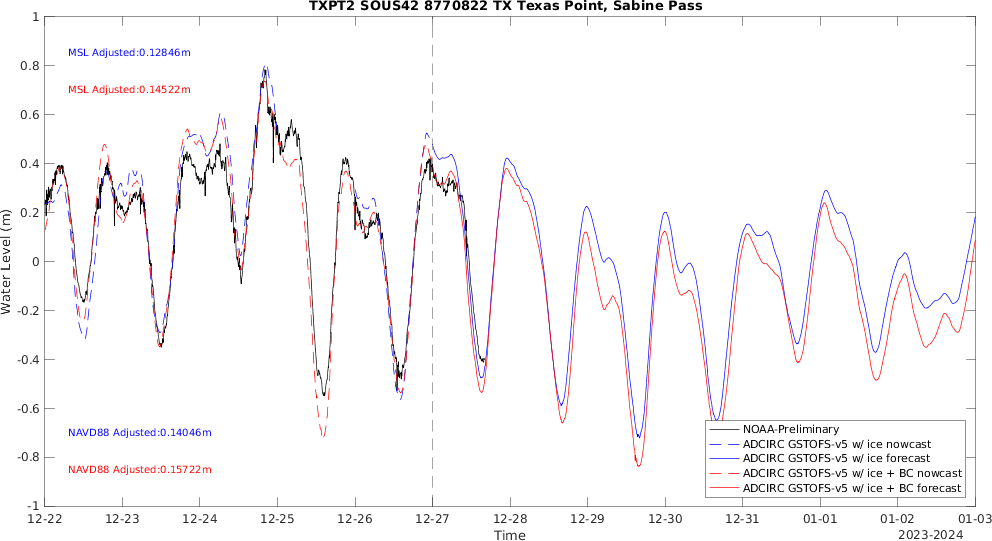 TXPT2 SOUS42 8770822 TX Texas Point, Sabine Pass
1
0.8
0.6
0.4
0.2
0
-0.2
-0.4
-0.6
-0.8
-1
Water Level (m)
MSL Adjusted:0.12846m
MSL Adjusted:0.14522m
NAVD88 Adjusted:0.14046m
NAVD88 Adjusted:0.15722m
NOAA-Preliminary
ADCIRC GSTOFS-v5 w/ ice nowcast
ADCIRC GSTOFS-v5 w/ ice forecast
ADCIRC GSTOFS-v5 w/ ice + BC nowcast
ADCIRC GSTOFS-v5 w/ ice + BC forecast
12-22 12-23 12-24 12-25 12-26 12-27 12-28 12-29 12-30 12-31 01-01 01-02 01-03
Time
2023-2024